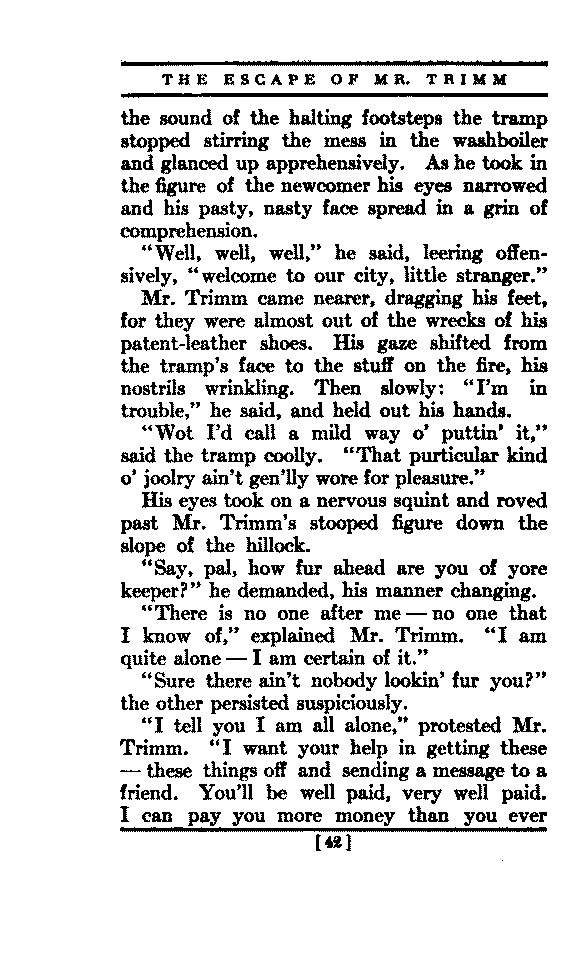 THE ESCAPE OF MR. TRIMM
the sound of the halting footsteps the tramp
stopped stirring the mess in the washboiler
and glanced up apprehensively. As he took in
the figure of the newcomer his eyes narrowed
and his pasty, nasty face spread in a grin of
comprehension.
“Well, well, well,” he said, leering offen-
sively, “welcome to our city, little stranger.”
Mr. Trimm came nearer, dragging his feet,
for they were almost out of the wrecks of his
patent-leather shoes. His gaze shifted from
the tramp's face to the stuff on the fire, his
nostrils wrinkling. Then slowly: “I'm in
trouble,” he said, and held out his hands.
“Wot I'd call a mild way o' puttin' it,”
said the tramp coolly. “That purticular kind
o' joolry ain't gen'lly wore for pleasure.”
His eyes took on a nervous squint and roved
past Mr. Trimm's stooped figure down the
slope of the hillock.
“Say, pal, how fur ahead are you of yore
keeper?” he demanded, his manner changing.
“There is no one after me — no one that
I know of,” explained Mr. Trimm. “I am
quite alone — I am certain of it.”
“Sure there ain't nobody lookin' fur you?”
the other persisted suspiciously.
“I tell you I am all alone,” protested Mr.
Trimm. “I want your help in getting these
— these things off and sending a message to a
friend. You'll be well paid, very well paid.
I can pay you more money than you ever
[42]